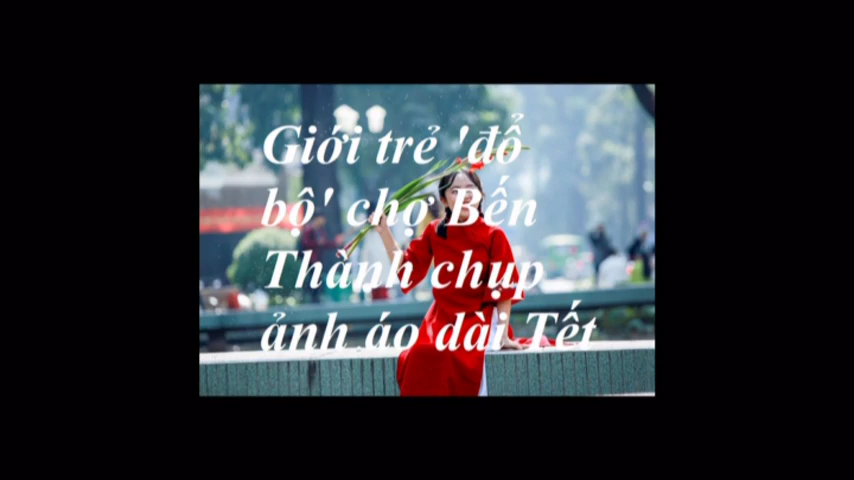 Giới trẻ 'đổ
bộ' chợ Bến
Thành chụp
ảnh áo dài Tết